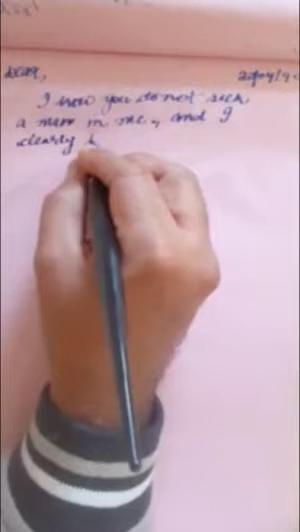 Dear,
I know you do not seek
a man in me, and I
clearly